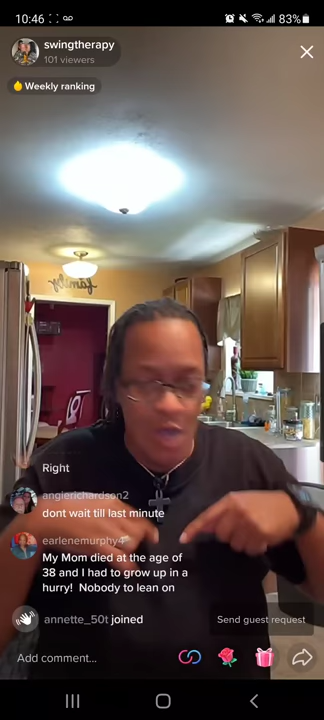 10:46
83%
swingtherapy
101 viewers
Weekly ranking
family
Right
angierichardson2
dont wait till last minute
earlenemurphy4
My Mom died at the age of
38 and I had to grow up in a
hurry! Nobody to lean on
annette_50t joined
Send guest request
Add comment...